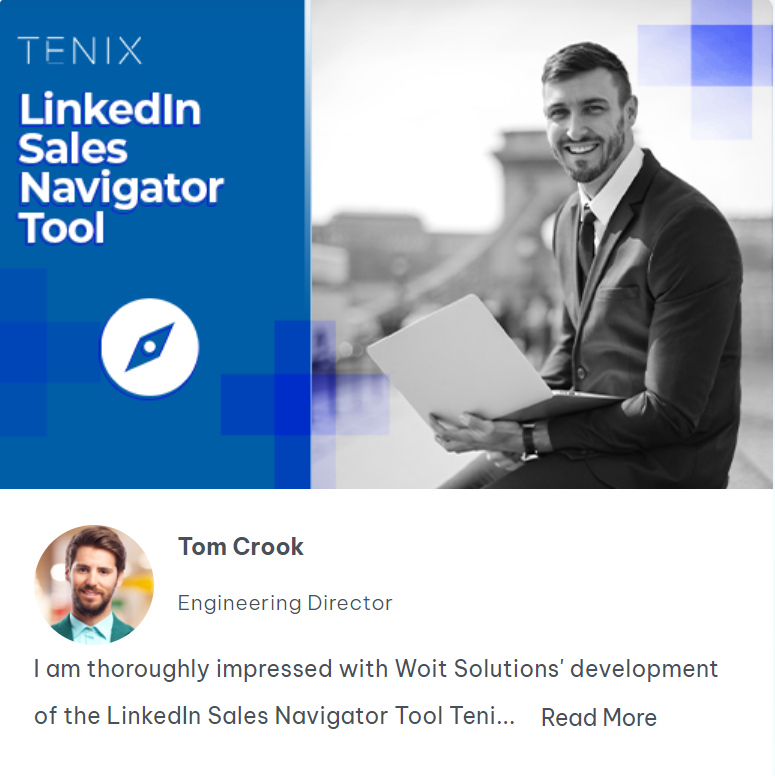 TENIX
LinkedIn
Sales
Navigator
Tool
Tom Crook
Engineering Director
I am thoroughly impressed with Woit Solutions' development
of the LinkedIn Sales Navigator Tool Teni... Read More